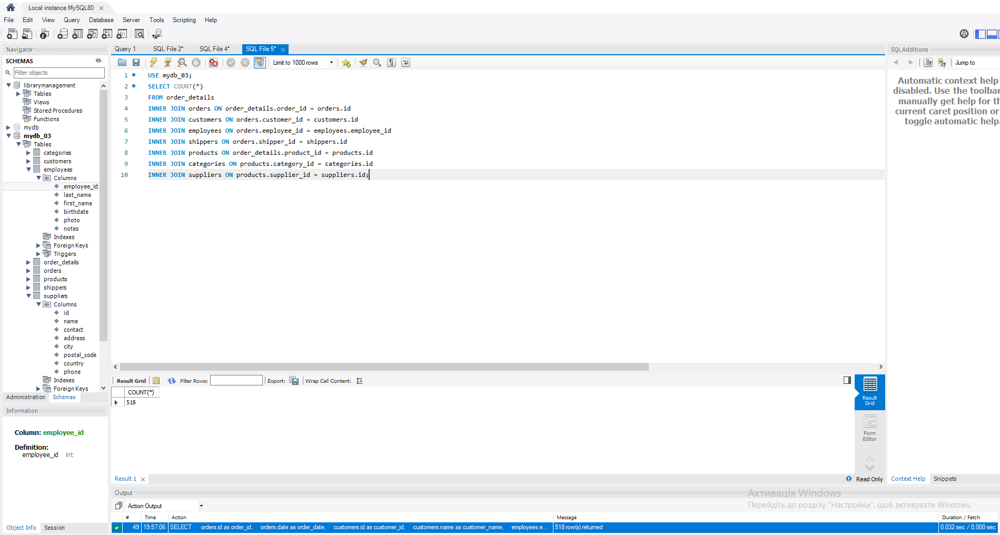 Local instance MySQL80
File Edit View Query Database Server Tools Scripting Help
Navigator
SCHEMAS
Filter objects
librarymanagement
Tables
Views
Stored Procedures
Functions
mydb
mydb_03
Tables
categories
customers
employees
Columns
employee_id
last_name
first_name
birthdate
photo
notes
Indexes
Foreign Keys
Triggers
order_details
orders
products
shippers
suppliers
Columns
id
name
contact
address
city
postal_code
country
phone
Indexes
Foreign Keys
Administration Schemas
Information
Column: employee_id
Definition:
employee_id int
Object Info Session
Query 1 SQL File 2* SQL File 4* SQL File 5*
Limit to 1000 rows
1 USE mydb_03;
2 SELECT COUNT(*)
3 FROM order_details
4 INNER JOIN orders ON order_details.order_id = orders.id
5 INNER JOIN customers ON orders.customer_id = customers.id
6 INNER JOIN employees ON orders.employee_id = employees.employee_id
7 INNER JOIN shippers ON orders.shipper_id = shippers.id
8 INNER JOIN products ON order_details.product_id = products.id
9 INNER JOIN categories ON products.category_id = categories.id
10 INNER JOIN suppliers ON products.supplier_id = suppliers.id;
Result Grid Filter Rows: Export: Wrap Cell Content:
COUNT(*)
518
Result
Grid
Form
Editor
Result 1
Read Only
Output
Action Output
# Time Action Message Duration / Fetch
49 19:57:06 SELECT orders.id as order_id, orders.date as order_date, customers.id as customer_id, customers.name as customer_name, employees.e... 518 row(s) returned 0.032 sec / 0.000 sec
SQLAdditions
Jump to
Automatic context help
disabled. Use the toolbar
manually get help for th
current caret position or
toggle automatic help.
Context Help Snippets
Активація Windows
Перейдіть до розділу "Настройки", щоб активувати Windows.